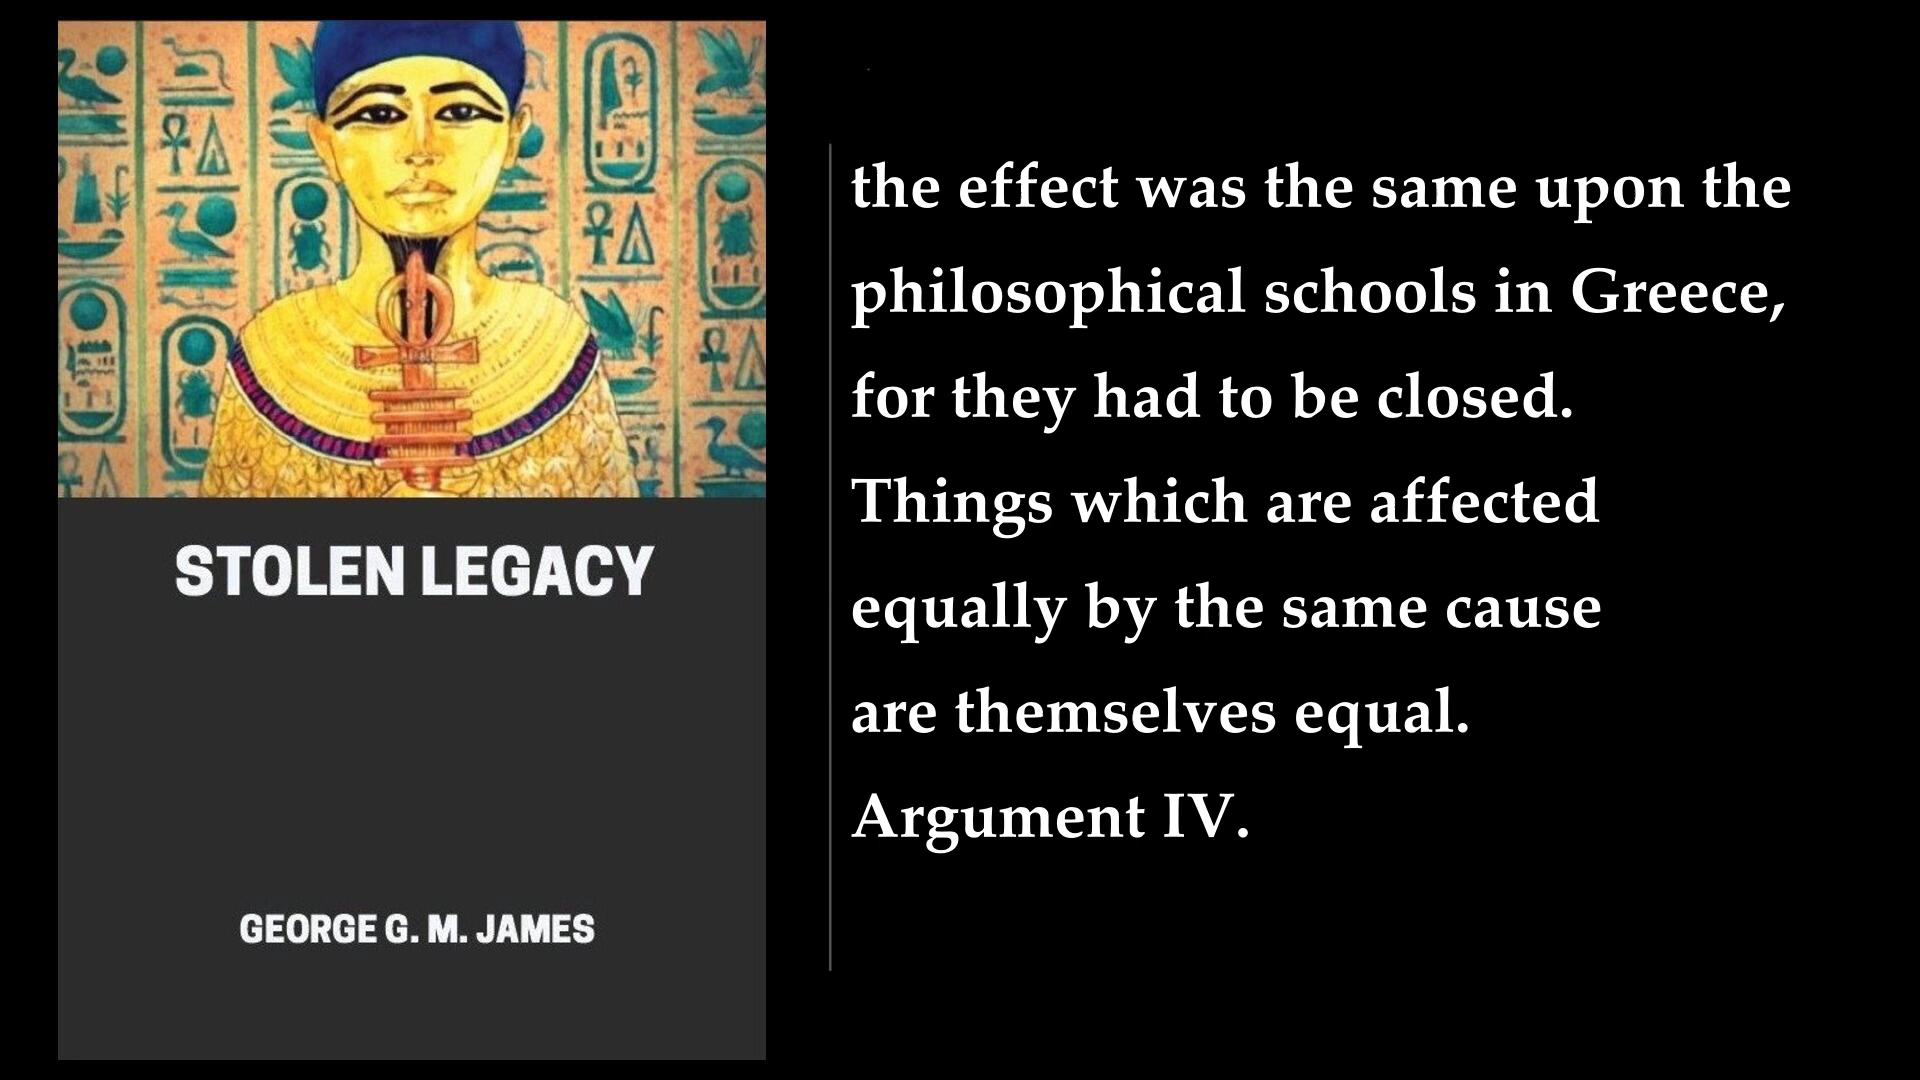 STOLEN LEGACY
GEORGE G. M. JAMES
the effect was the same upon the
philosophical schools in Greece,
for they had to be closed.
Things which are affected
equally by the same cause
are themselves equal.
Argument IV.